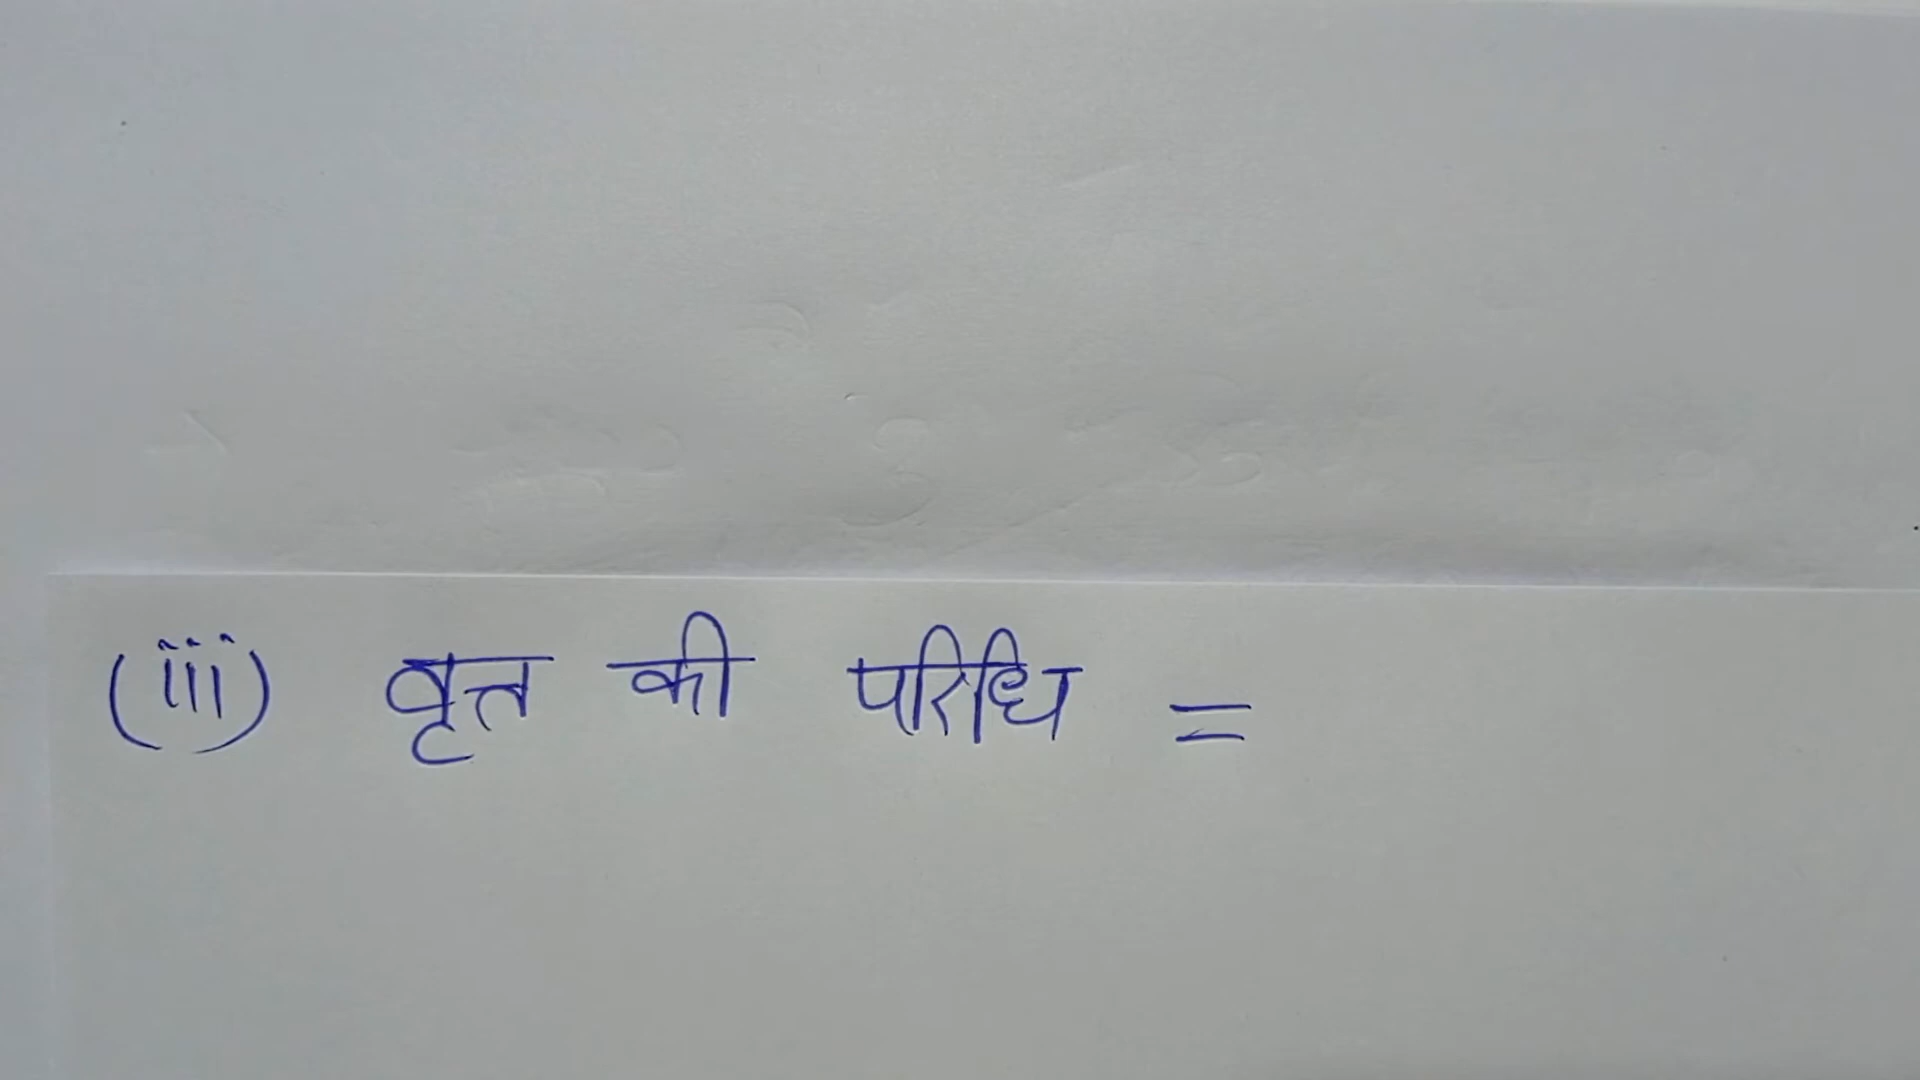 (iii) वृत्त की परिधि =